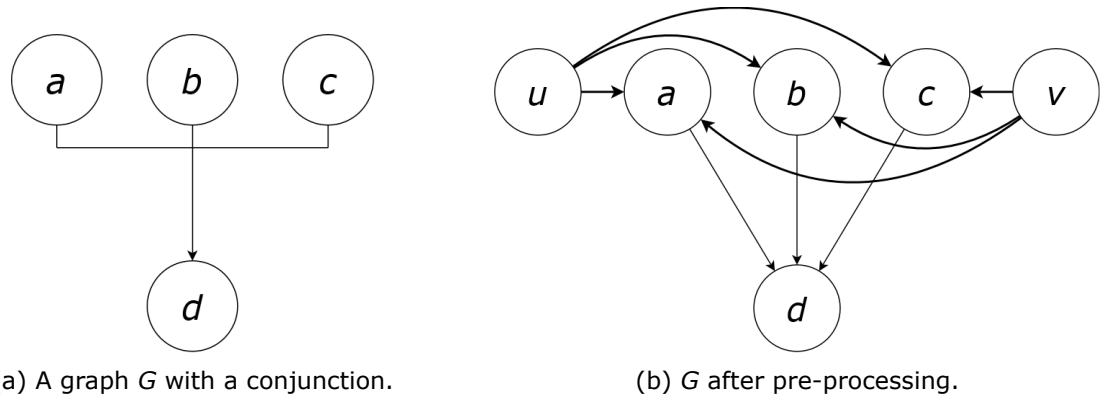 a b c
d
a) A graph G with a conjunction.
u a b c v
d
(b) G after pre-processing.